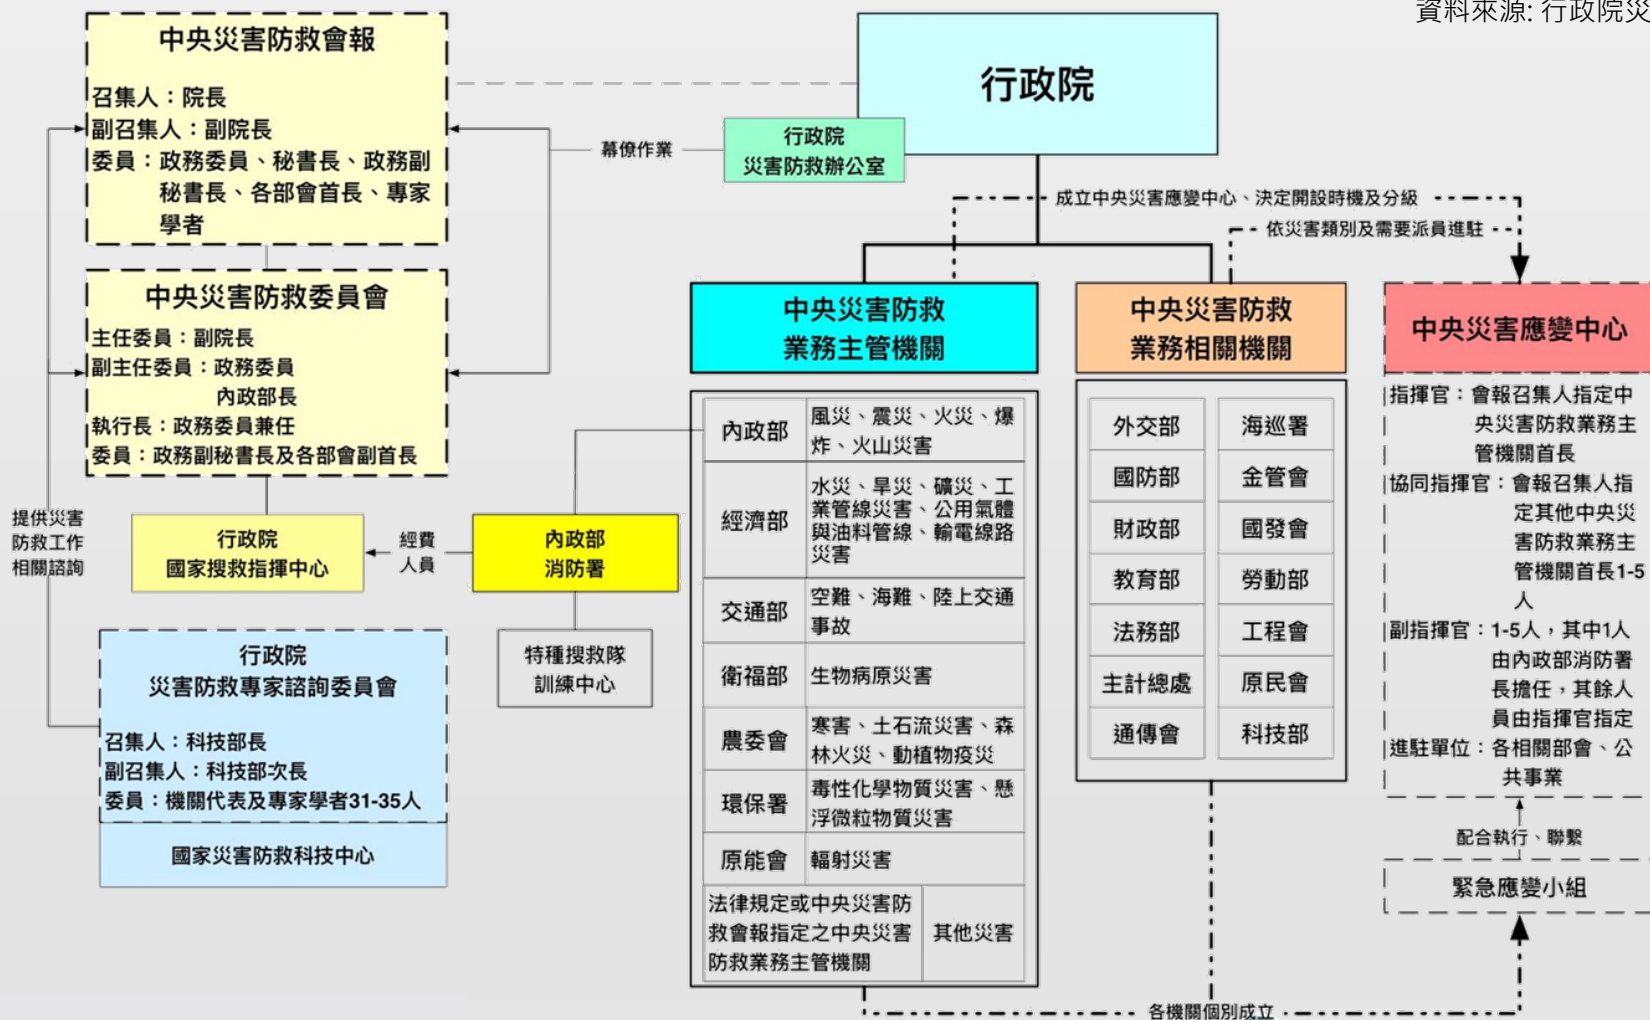 資料來源: 行政院災
中央災害防救會報
召集人：院長
副召集人：副院長
委員：政務委員、秘書長、政務副
秘書長、各部會首長、專家
學者
行政院
行政院
災害防救辦公室
幕僚作業
成立中央災害應變中心、決定開設時機及分級
依災害類別及需要派員進駐
中央災害防救委員會
主任委員：副院長
副主任委員：政務委員
內政部長
執行長：政務委員兼任
委員：政務副秘書長及各部會副首長
提供災害
防救工作
相關諮詢
行政院
國家搜救指揮中心
經費
人員
內政部
消防署
特種搜救隊
訓練中心
行政院
災害防救專家諮詢委員會
召集人：科技部長
副召集人：科技部次長
委員：機關代表及專家學者31-35人
國家災害防救科技中心
中央災害防救
業務主管機關
內政部
風災、震災、火災、爆
炸、火山災害
經濟部
水災、旱災、礦災、工
業管線災害、公用氣體
與油料管線、輸電線路
災害
交通部
空難、海難、陸上交通
事故
衛福部
生物病原災害
農委會
寒害、土石流災害、森
林火災、動植物疫災
環保署
毒性化學物質災害、懸
浮微粒物質災害
原能會
輻射災害
法律規定或中央災害防
救會報指定之中央災害
防救業務主管機關
其他災害
中央災害防救
業務相關機關
外交部
海巡署
國防部
金管會
財政部
國發會
教育部
勞動部
法務部
工程會
主計總處
原民會
通傳會
科技部
中央災害應變中心
指揮官：會報召集人指定中
央災害防救業務主
管機關首長
協同指揮官：會報召集人指
定其他中央災
害防救業務主
管機關首長1-5
人
副指揮官：1-5人，其中1人
由內政部消防署
長擔任，其餘人
員由指揮官指定
進駐單位：各相關部會、公
共事業
配合執行、聯繫
緊急應變小組
各機關個別成立